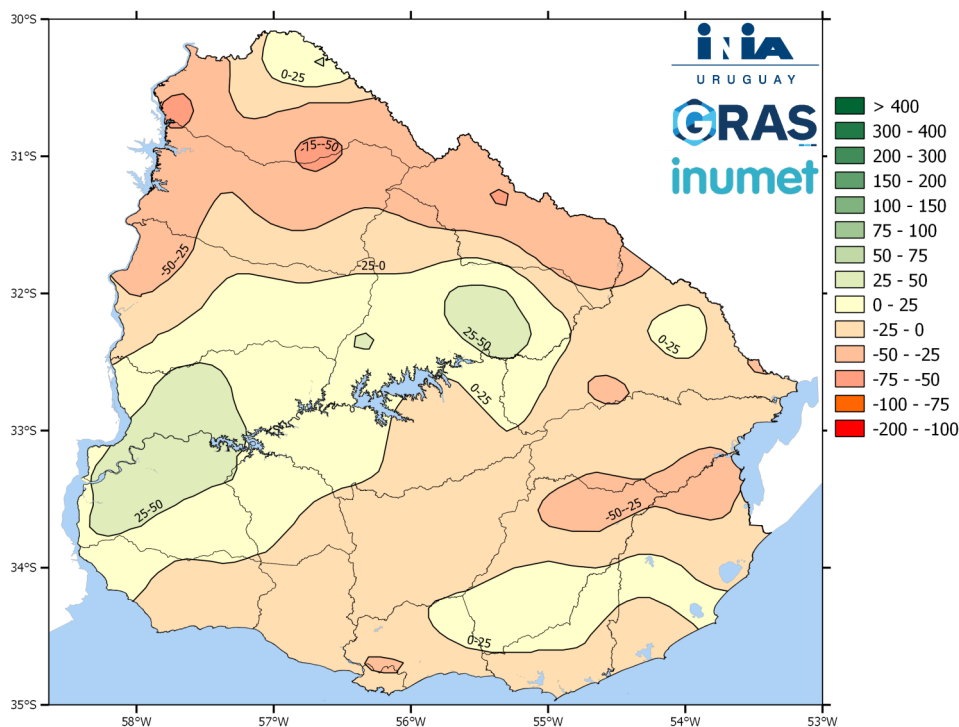 30°S
31°S
32°S
33°S
34°S
35°S
58°W
57°W
56°W
55°W
54°W
53°W
0-25
-75--50
-50--25
-25-0
25-50
0-25
0-25
25-50
-50--25
0-25
iNiA
URUGUAY
GRAS
inumet
> 400
300 - 400
200 - 300
150 - 200
100 - 150
75 - 100
50 - 75
25 - 50
0 - 25
-25 - 0
-50 - -25
-75 - -50
-100 - -75
-200 - -100